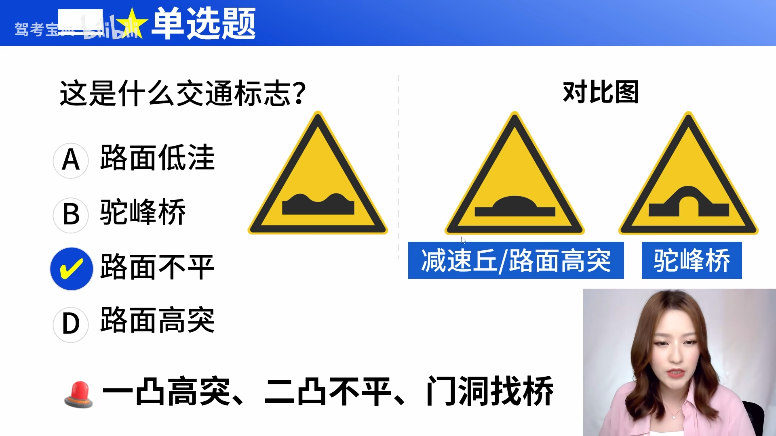 驾考宝典
bilibili
单选题
这是什么交通标志？
A 路面低洼
B 驼峰桥
路面不平
D 路面高突
对比图
减速丘/路面高突
驼峰桥
一凸高突、二凸不平、门洞找桥